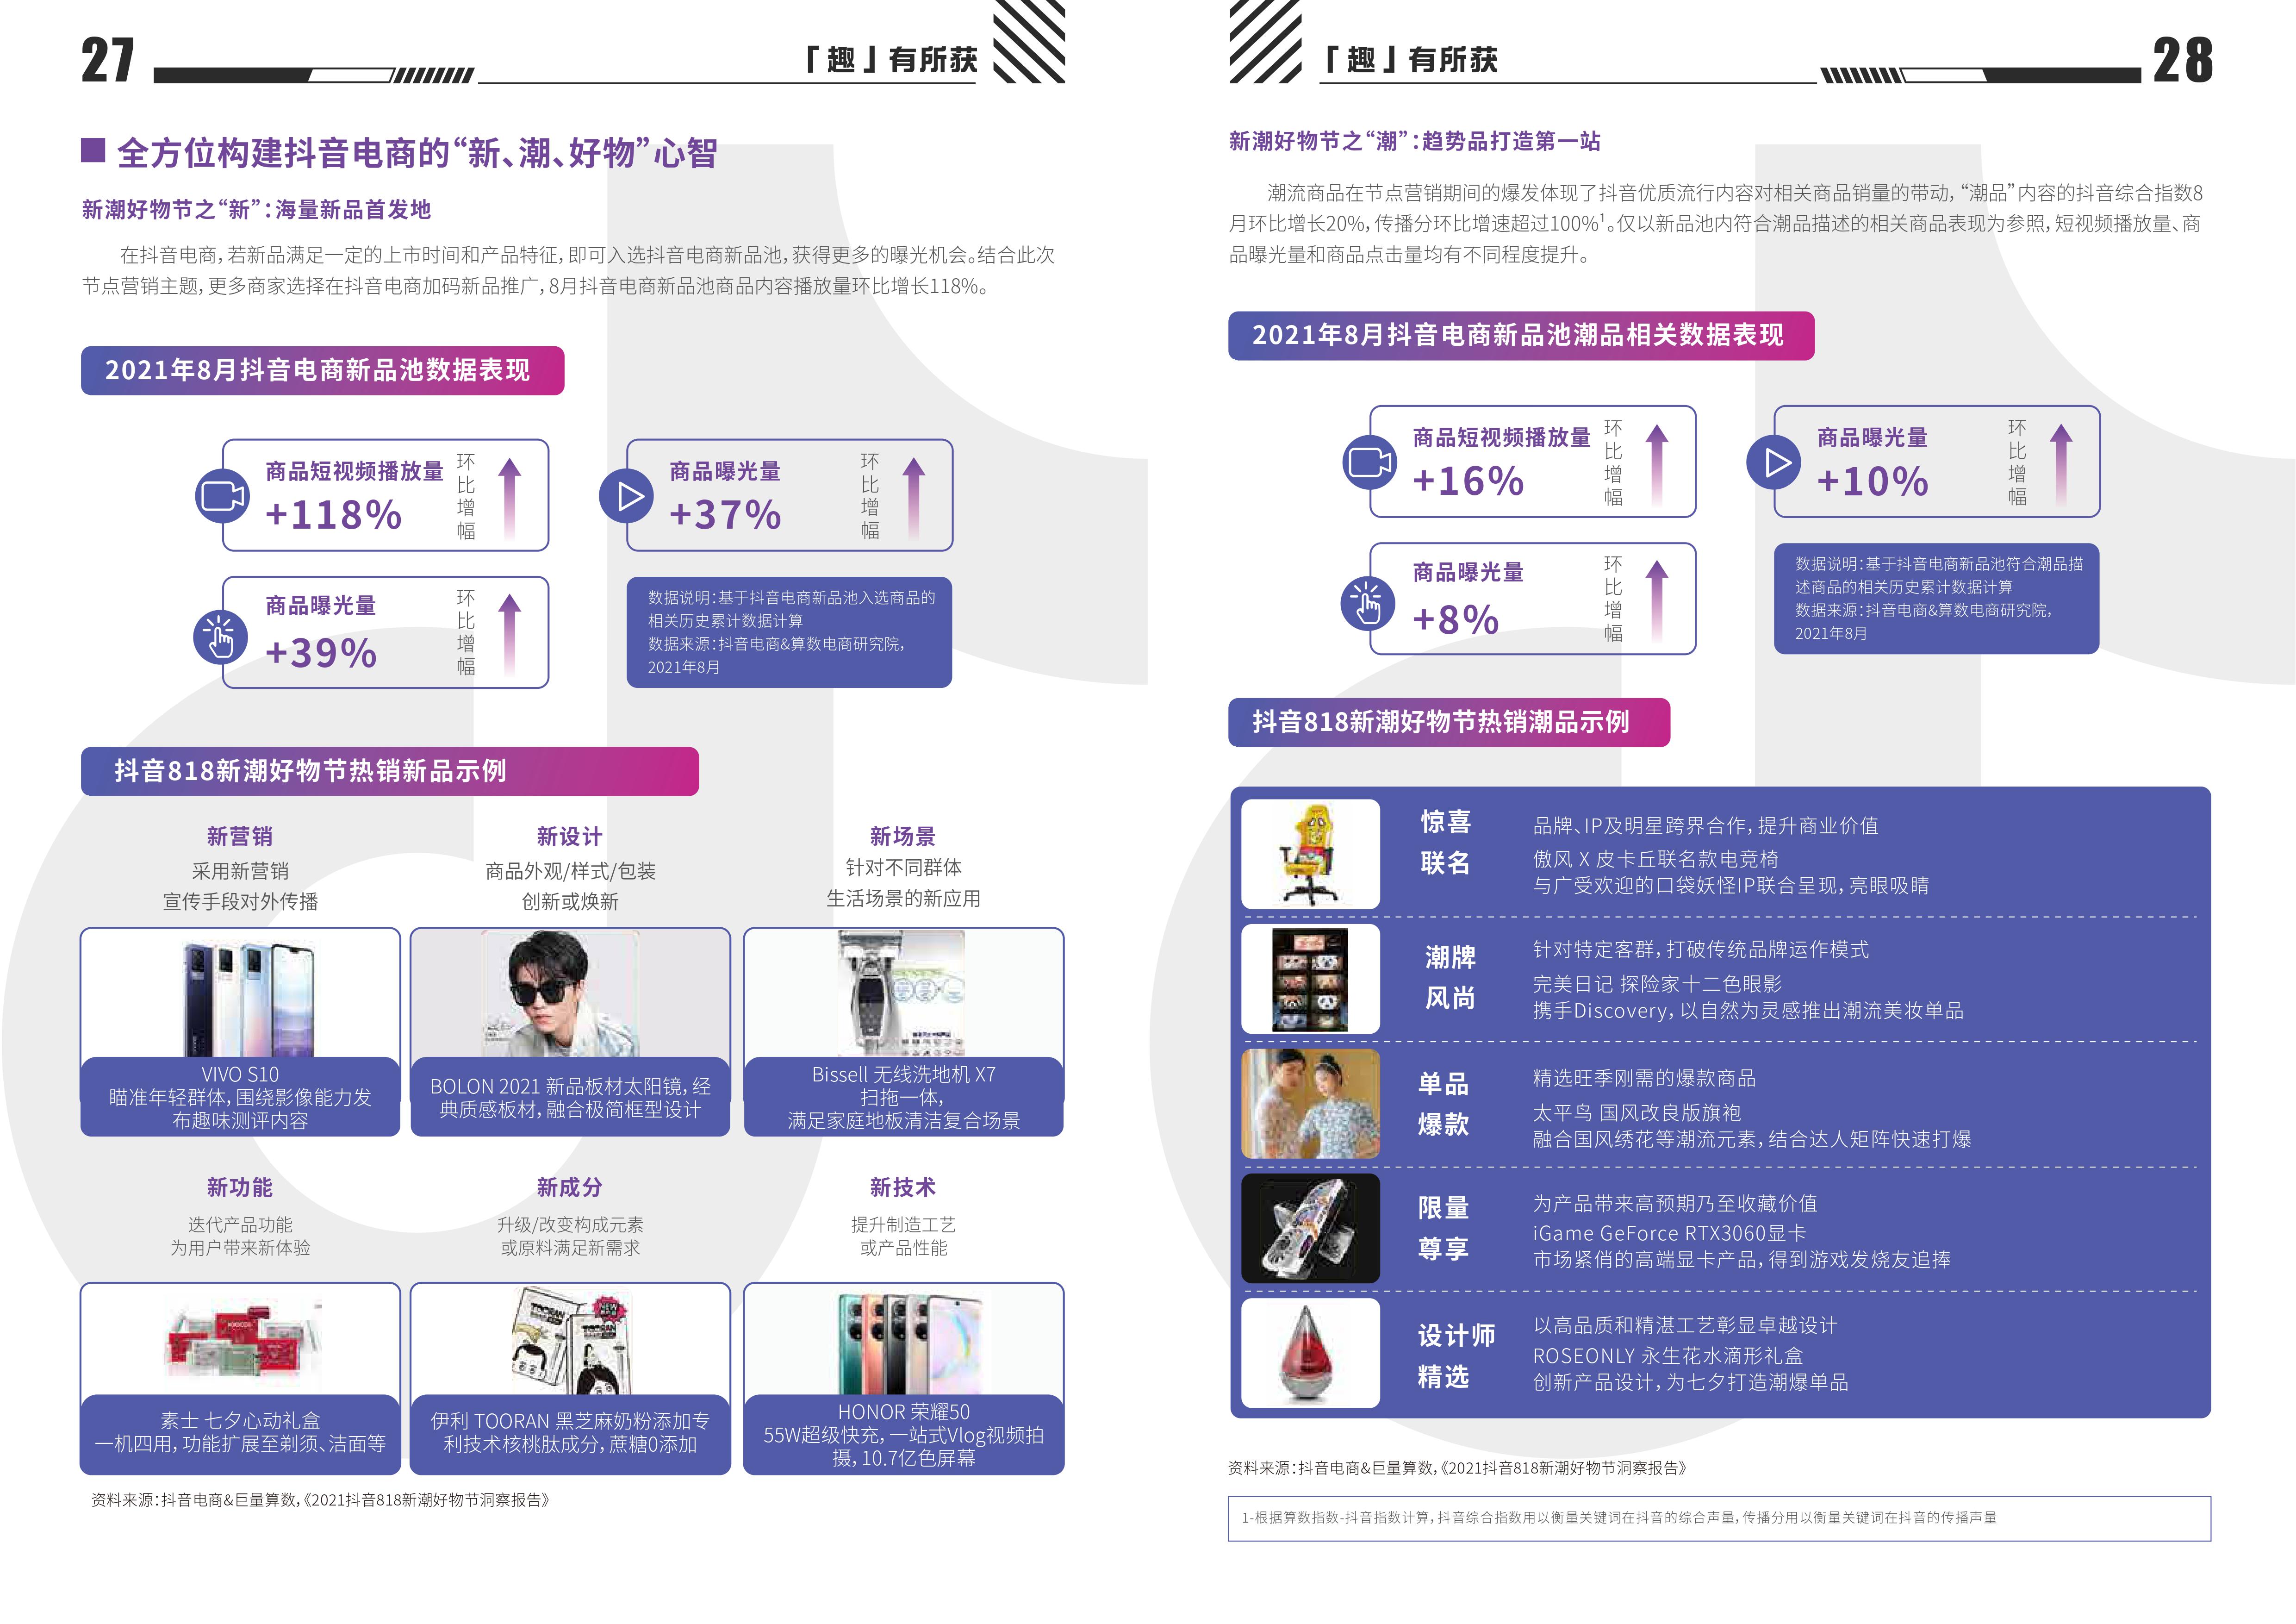 27
「趣」有所获
全方位构建抖音电商的“新、潮、好物”心智
新潮好物节之“新”：海量新品首发地
在抖音电商，若新品满足一定的上市时间和产品特征，即可入选抖音电商新品池，获得更多的曝光机会。结合此次
节点营销主题，更多商家选择在抖音电商加码新品推广，8月抖音电商新品池商品内容播放量环比增长118%。
2021年8月抖音电商新品池数据表现
商品短视频播放量
+118%
环比增幅
商品曝光量
+37%
环比增幅
商品曝光量
+39%
环比增幅
数据说明：基于抖音电商新品池入选商品的
相关历史累计数据计算
数据来源：抖音电商&算数电商研究院，
2021年8月
抖音818新潮好物节热销新品示例
新营销
采用新营销
宣传手段对外传播
VIVO S10
瞄准年轻群体，围绕影像能力发
布趣味测评内容
新设计
商品外观/样式/包装
创新或焕新
BOLON 2021 新品板材太阳镜，经
典质感板材，融合极简框型设计
新场景
针对不同群体
生活场景的新应用
Bissell 无线洗地机 X7
扫拖一体，
满足家庭地板清洁复合场景
新功能
迭代产品功能
为用户带来新体验
素士 七夕心动礼盒
一机四用，功能扩展至剃须、洁面等
新成分
升级/改变构成元素
或原料满足新需求
TOORAN
NEW
TOORAN
伊利 TOORAN 黑芝麻奶粉添加专
利技术核桃肽成分，蔗糖0添加
新技术
提升制造工艺
或产品性能
HONOR 荣耀50
55W超级快充，一站式Vlog视频拍
摄，10.7亿色屏幕
资料来源：抖音电商&巨量算数，《2021抖音818新潮好物节洞察报告》
「趣」有所获
28
新潮好物节之“潮”：趋势品打造第一站
潮流商品在节点营销期间的爆发体现了抖音优质流行内容对相关商品销量的带动，“潮品”内容的抖音综合指数8
月环比增长20%，传播分环比增速超过100%¹。仅以新品池内符合潮品描述的相关商品表现为参照，短视频播放量、商
品曝光量和商品点击量均有不同程度提升。
2021年8月抖音电商新品池潮品相关数据表现
商品短视频播放量
+16%
环比增幅
商品曝光量
+10%
环比增幅
商品曝光量
+8%
环比增幅
数据说明：基于抖音电商新品池符合潮品描
述商品的相关历史累计数据计算
数据来源：抖音电商&算数电商研究院，
2021年8月
抖音818新潮好物节热销潮品示例
惊喜
联名
品牌、IP及明星跨界合作，提升商业价值
傲风 X 皮卡丘联名款电竞椅
与广受欢迎的口袋妖怪IP联合呈现，亮眼吸睛
潮牌
风尚
针对特定客群，打破传统品牌运作模式
完美日记 探险家十二色眼影
携手Discovery，以自然为灵感推出潮流美妆单品
单品
爆款
精选旺季刚需的爆款商品
太平鸟 国风改良版旗袍
融合国风绣花等潮流元素，结合达人矩阵快速打爆
限量
尊享
为产品带来高预期乃至收藏价值
iGame GeForce RTX3060显卡
市场紧俏的高端显卡产品，得到游戏发烧友追捧
设计师
精选
以高品质和精湛工艺彰显卓越设计
ROSEONLY 永生花水滴形礼盒
创新产品设计，为七夕打造潮爆单品
资料来源：抖音电商&巨量算数，《2021抖音818新潮好物节洞察报告》
1-根据算数指数-抖音指数计算，抖音综合指数用以衡量关键词在抖音的综合声量，传播分用以衡量关键词在抖音的传播声量